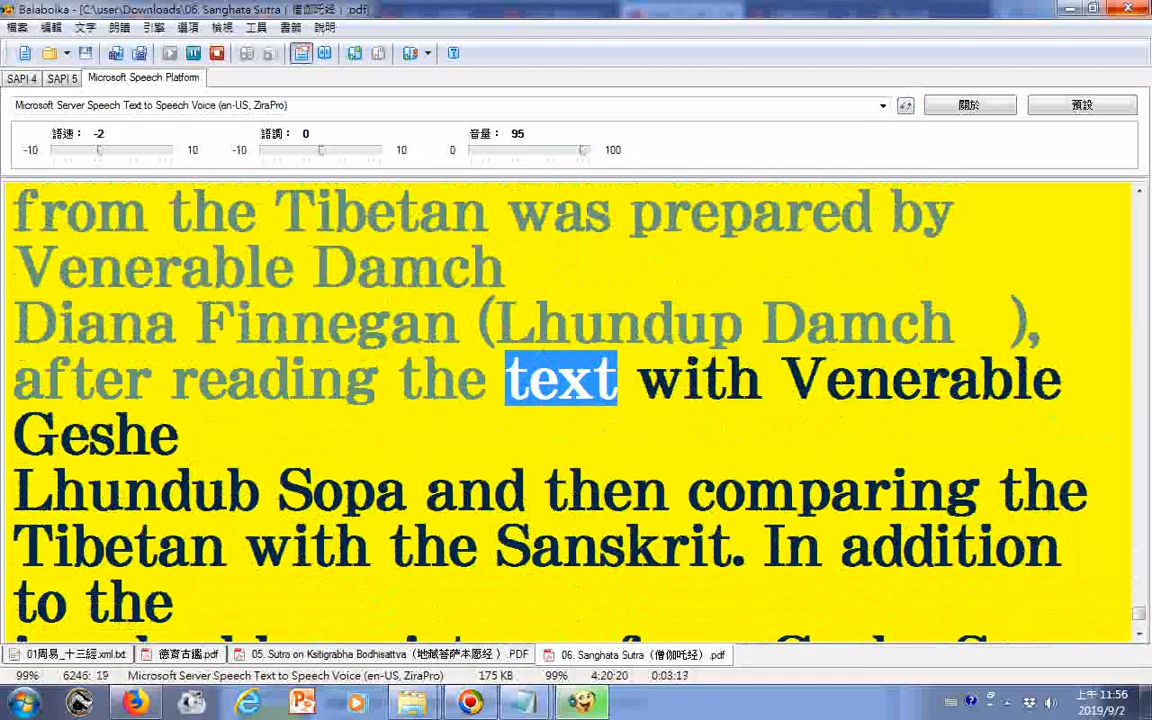 Balabolka - [C:\user\Downloads\06. Sanghata Sutra ( 僧伽吒经 ).pdf]
檔案 編輯 文字 朗讀 引擎 選項 檢視 工具 書籤 說明
SAPI 4 SAPI 5 Microsoft Speech Platform
Microsoft Server Speech Text to Speech Voice (en-US, ZiraPro) 關於 預設
語速： -2 語調： 0 音量： 95
-10 10 -10 10 0 100
from the Tibetan was prepared by
Venerable Damch
Diana Finnegan (Lhundup Damch ),
after reading the text with Venerable
Geshe
Lhundub Sopa and then comparing the
Tibetan with the Sanskrit. In addition
to the
01周易_十三經.xml.txt 德育古鑑.pdf 05. Sutra on Ksitigrabha Bodhisattva（地藏菩萨本愿经）.PDF 06. Sanghata Sutra（僧伽吒经）.pdf
99% 6246: 19 Microsoft Server Speech Text to Speech Voice (en-US, ZiraPro) 175 KB 99% 4:20:20 0:03:13
上午 11:56
2019/9/2